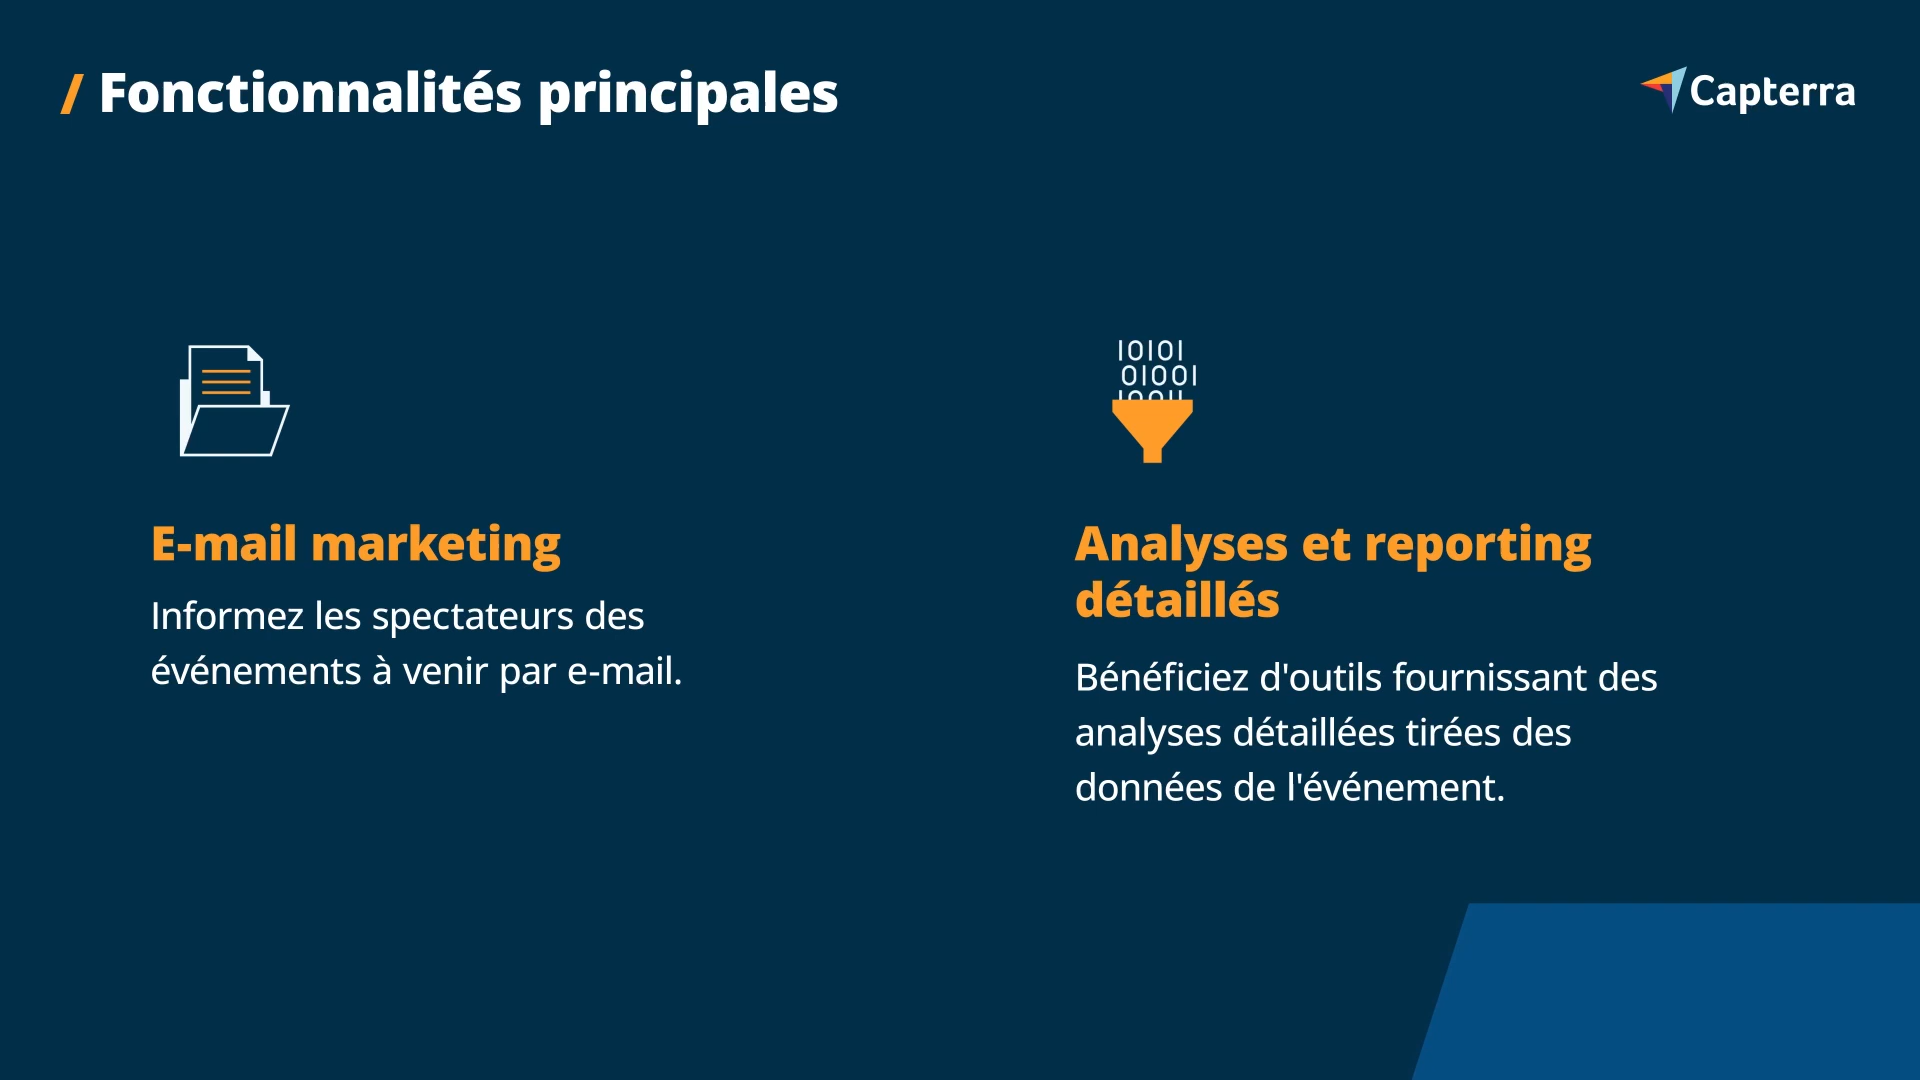 / Fonctionnalités principales
Capterra
IOIOI
OIOOI
E-mail marketing
Informez les spectateurs des
événements à venir par e-mail.
Analyses et reporting
détaillés
Bénéficiez d'outils fournissant des
analyses détaillées tirées des
données de l'événement.